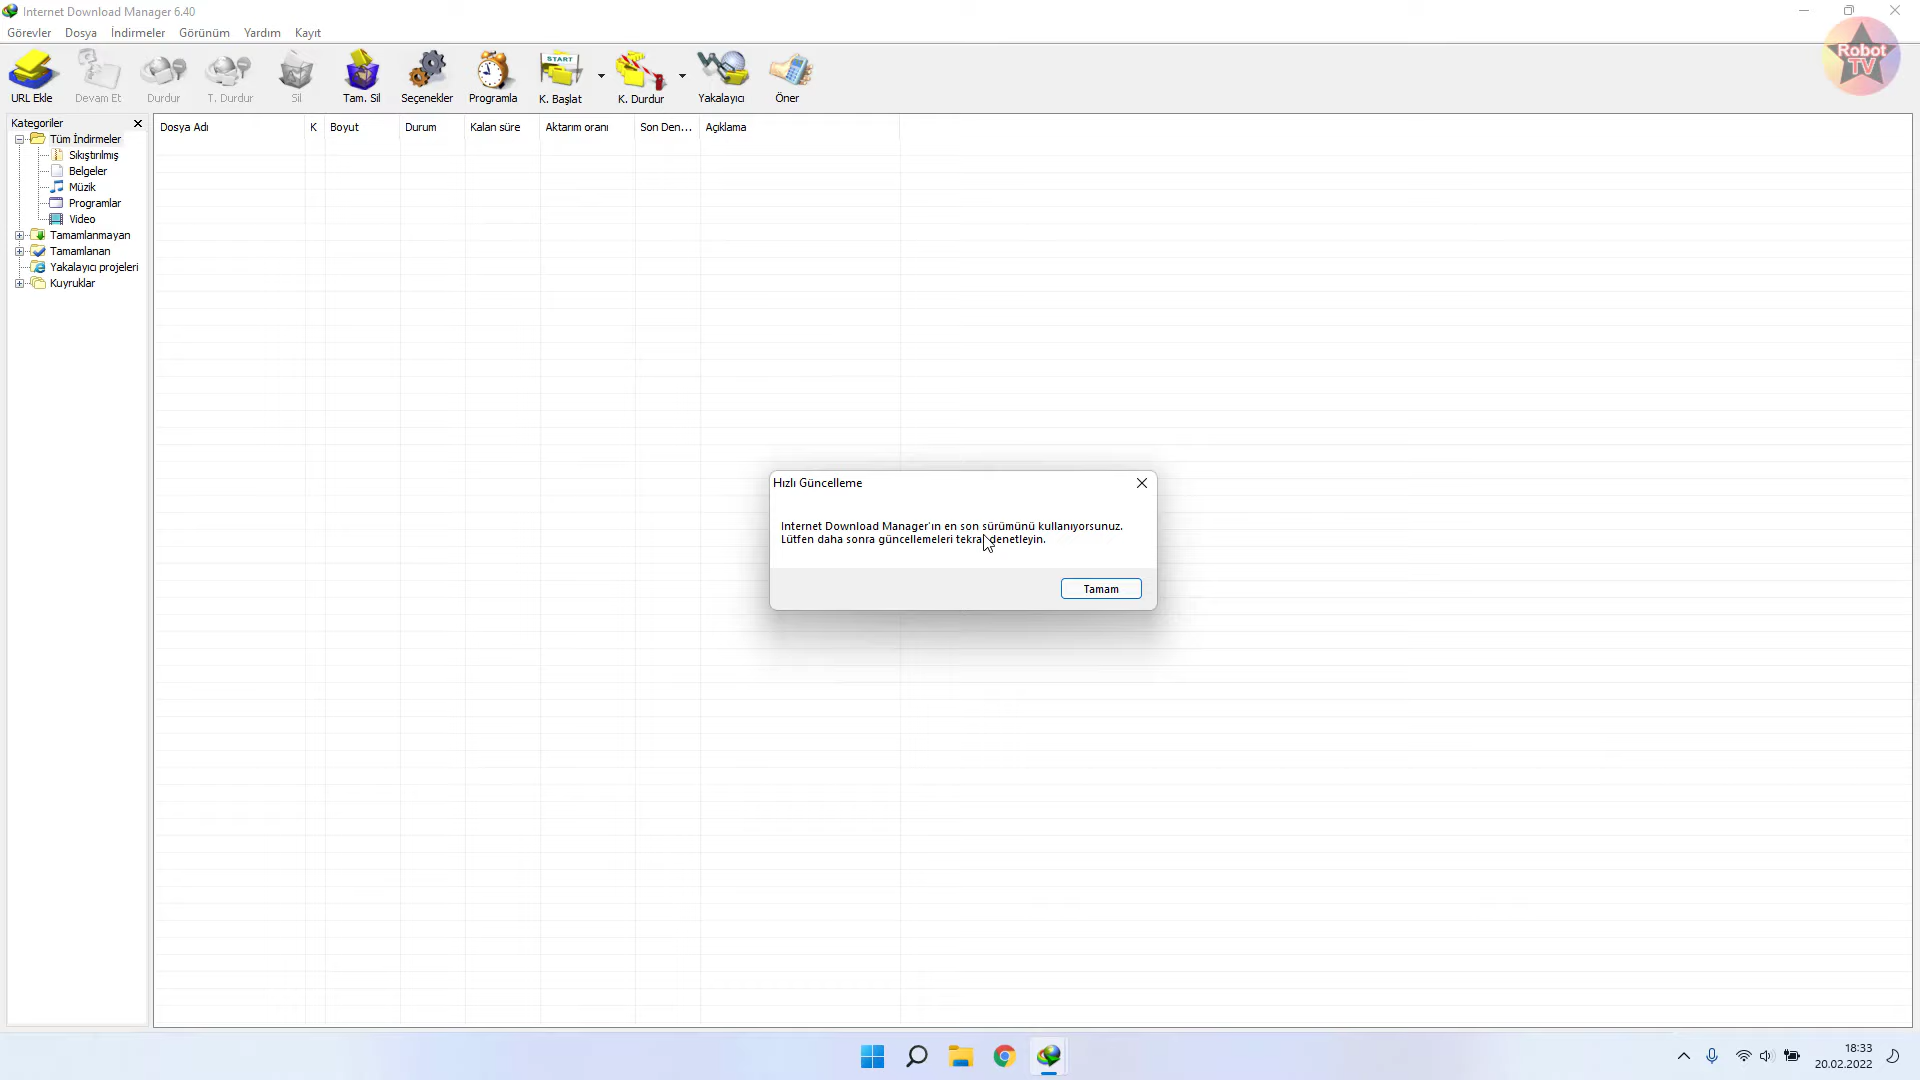 Internet Download Manager 6.40
Görevler Dosya İndirmeler Görünüm Yardım Kayıt
Robot TV
URL Ekle Devam Et Durdur T. Durdur Sil Tam. Sil Seçenekler Programla K. Başlat K. Durdur Yakalayıcı Öner
START
Kategoriler
Tüm İndirmeler
Sıkıştırılmış
Belgeler
Müzik
Programlar
Video
Tamamlanmayan
Tamamlanan
Yakalayıcı projeleri
Kuyruklar
Dosya Adı K Boyut Durum Kalan süre Aktarım oranı Son Den... Açıklama
Hızlı Güncelleme
Internet Download Manager'ın en son sürümünü kullanıyorsunuz.
Lütfen daha sonra güncellemeleri tekrar denetleyin.
Tamam
18:33
20.02.2022